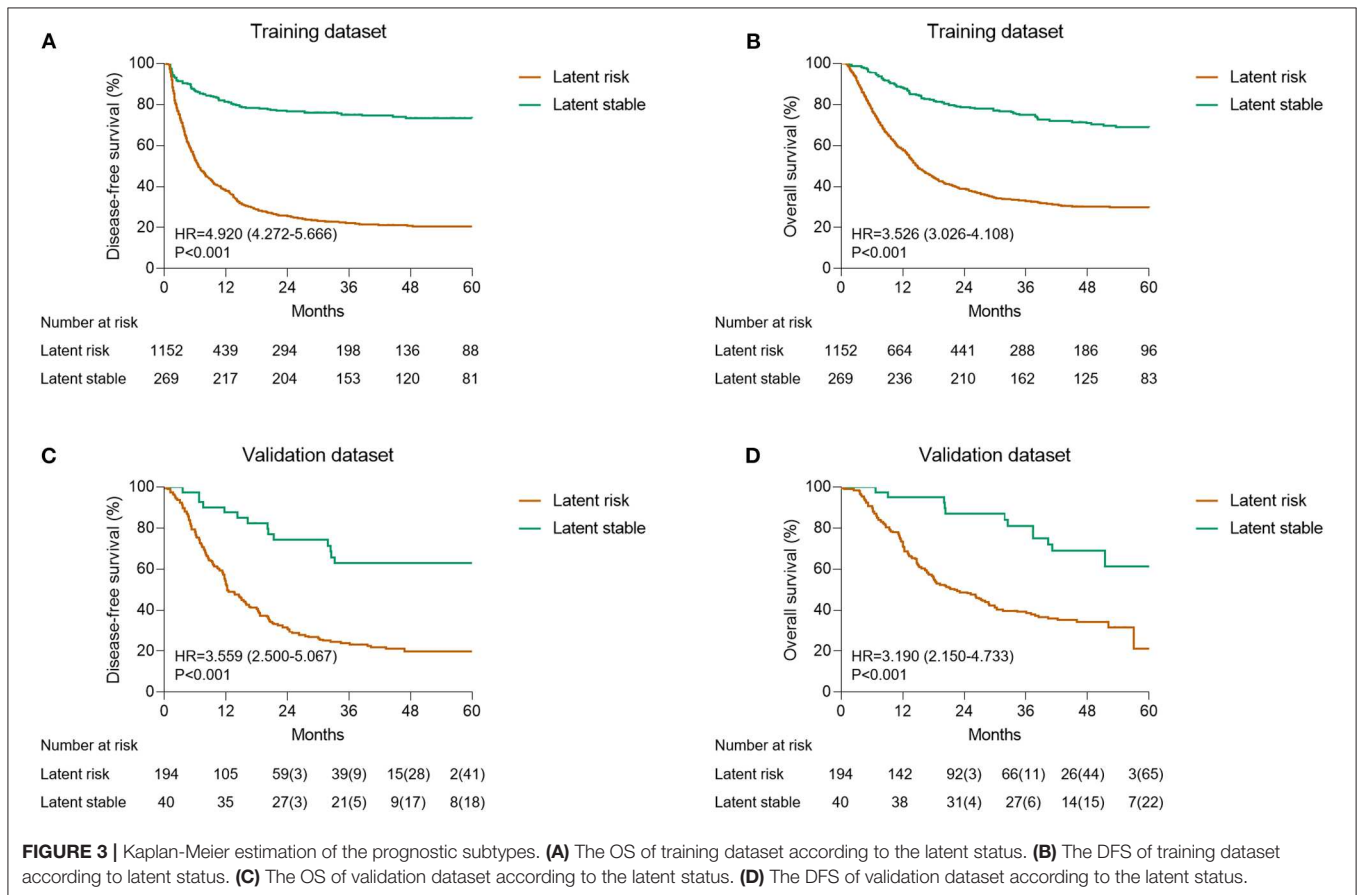 A
Training dataset
100
80
60
40
20
0
Disease-free survival (%)
HR=4.920 (4.272-5.666)
P<0.001
0 12 24 36 48 60
Months
Latent risk
Latent stable
Number at risk
Latent risk 1152 439 294 198 136 88
Latent stable 269 217 204 153 120 81
B
Training dataset
100
80
60
40
20
0
Overall survival (%)
HR=3.526 (3.026-4.108)
P<0.001
0 12 24 36 48 60
Months
Latent risk
Latent stable
Number at risk
Latent risk 1152 664 441 288 186 96
Latent stable 269 236 210 162 125 83
C
Validation dataset
100
80
60
40
20
0
Disease-free survival (%)
HR=3.559 (2.500-5.067)
P<0.001
0 12 24 36 48 60
Months
Latent risk
Latent stable
Number at risk
Latent risk 194 105 59(3) 39(9) 15(28) 2(41)
Latent stable 40 35 27(3) 21(5) 9(17) 8(18)
D
Validation dataset
100
80
60
40
20
0
Overall survival (%)
HR=3.190 (2.150-4.733)
P<0.001
0 12 24 36 48 60
Months
Latent risk
Latent stable
Number at risk
Latent risk 194 142 92(3) 66(11) 26(44) 3(65)
Latent stable 40 38 31(4) 27(6) 14(15) 7(22)
FIGURE 3 | Kaplan-Meier estimation of the prognostic subtypes. (A) The OS of training dataset according to the latent status. (B) The DFS of training dataset
according to latent status. (C) The OS of validation dataset according to the latent status. (D) The DFS of validation dataset according to the latent status.